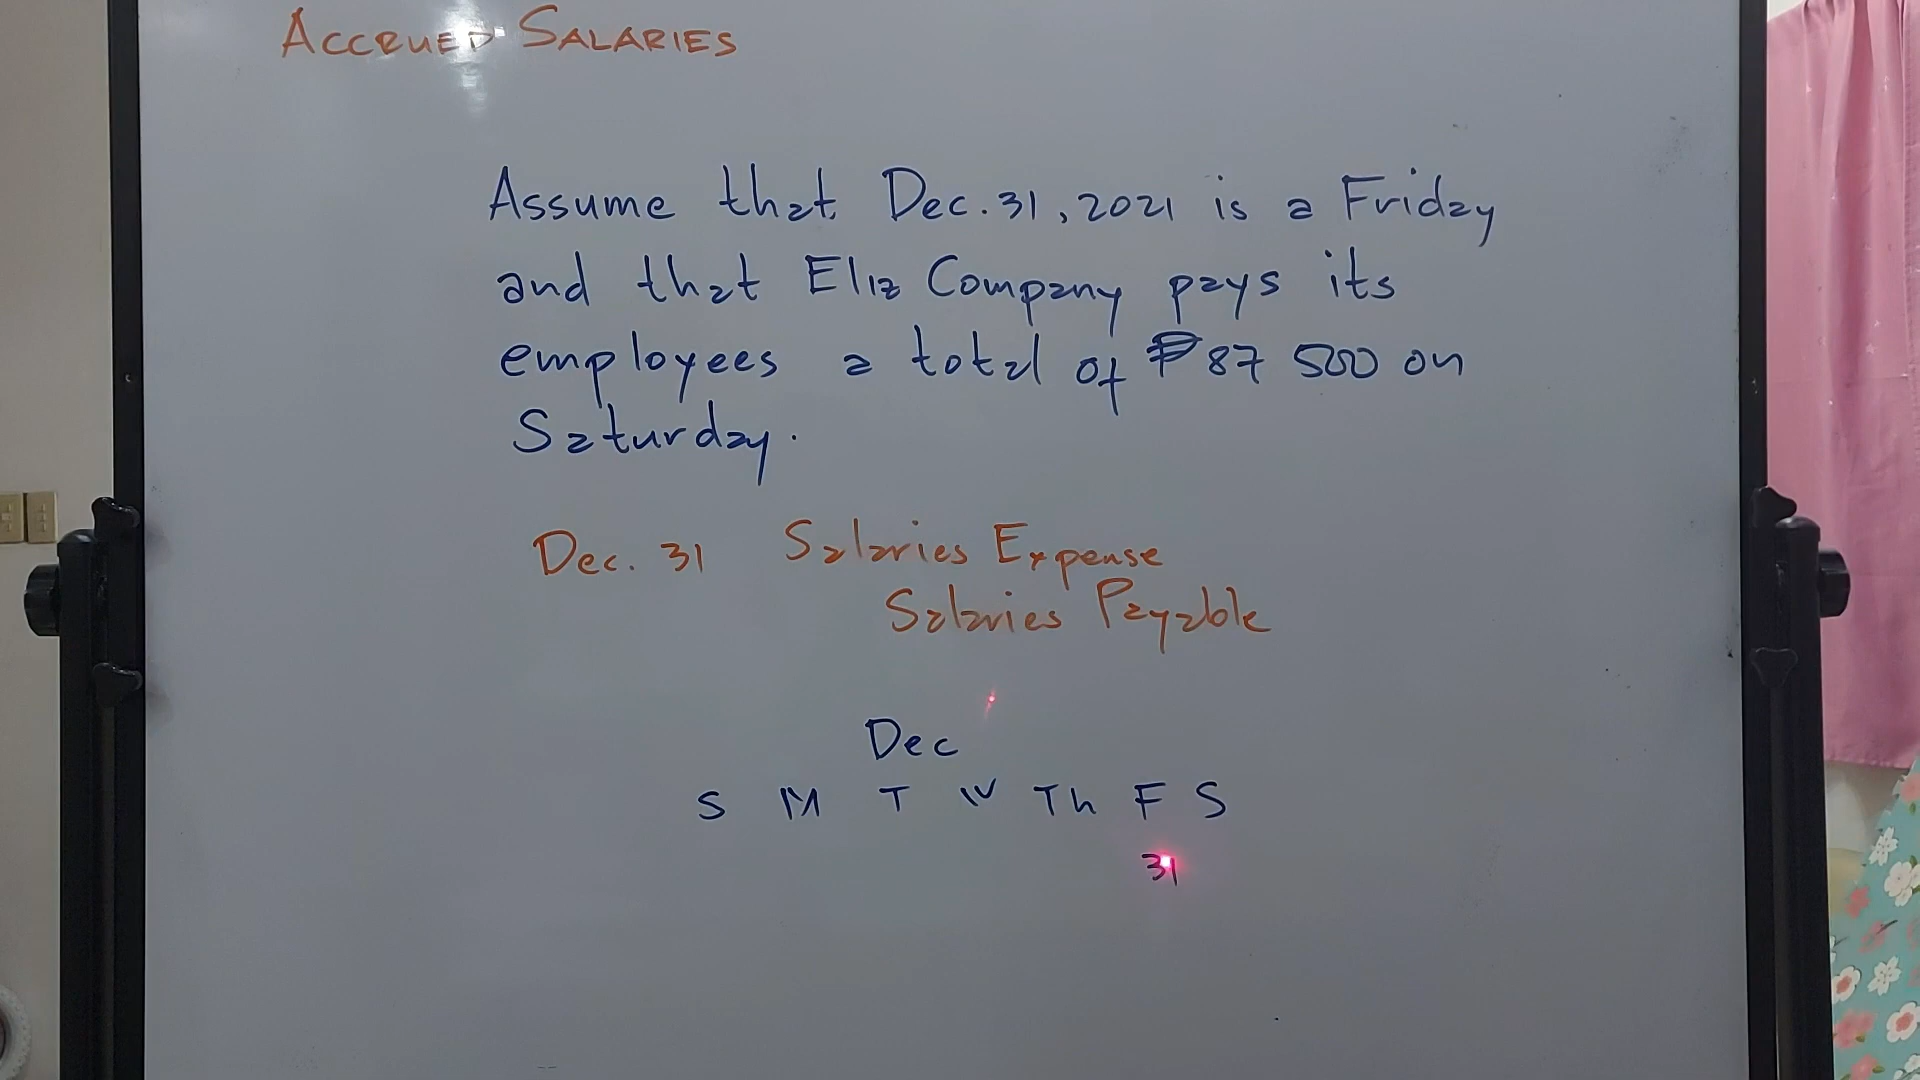 ACCRUED SALARIES
Assume that Dec. 31, 2021 is a Friday
and that Eliz Company pays its
employees a total of ₱87 500 on
Saturday.
Dec. 31 Salaries Expense
Salaries Payable
Dec
S M T W Th F S
31